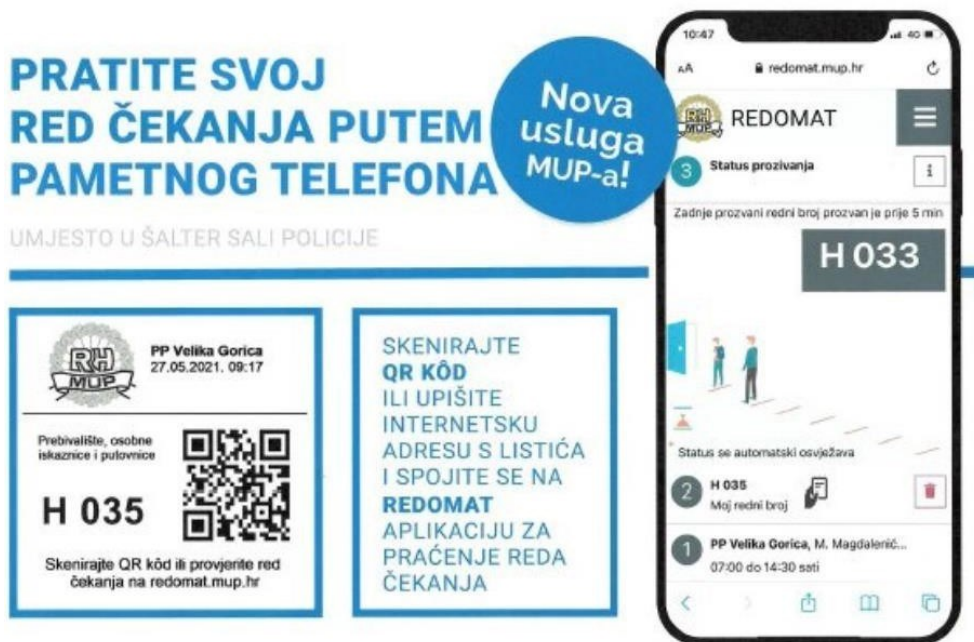 PRATITE SVOJ
RED ČEKANJA PUTEM
PAMETNOG TELEFONA
Nova
usluga
MUP-a!
UMJESTO U ŠALTER SALI POLICIJE
RH
MUP
PP Velika Gorica
27.05.2021. 09:17
Prebivalište, osobne
iskaznice i putovnice
H 035
Skenirajte QR kôd ili provjerite red
čekanja na redomat.mup.hr
SKENIRAJTE
QR KÔD
ILI UPIŠITE
INTERNETSKU
ADRESU S LISTIĆA
I SPOJITE SE NA
REDOMAT
APLIKACIJU ZA
PRAĆENJE REDA
ČEKANJA
10:47
4G
AA
redomat.mup.hr
RH
MUP
REDOMAT
3 Status prozivanja
i
Zadnje prozvani redni broj prozvan je prije 5 min
H 033
Status se automatski osvježava
2 H 035
Moj redni broj
1 PP Velika Gorica, M. Magdalenić...
07:00 do 14:30 sati